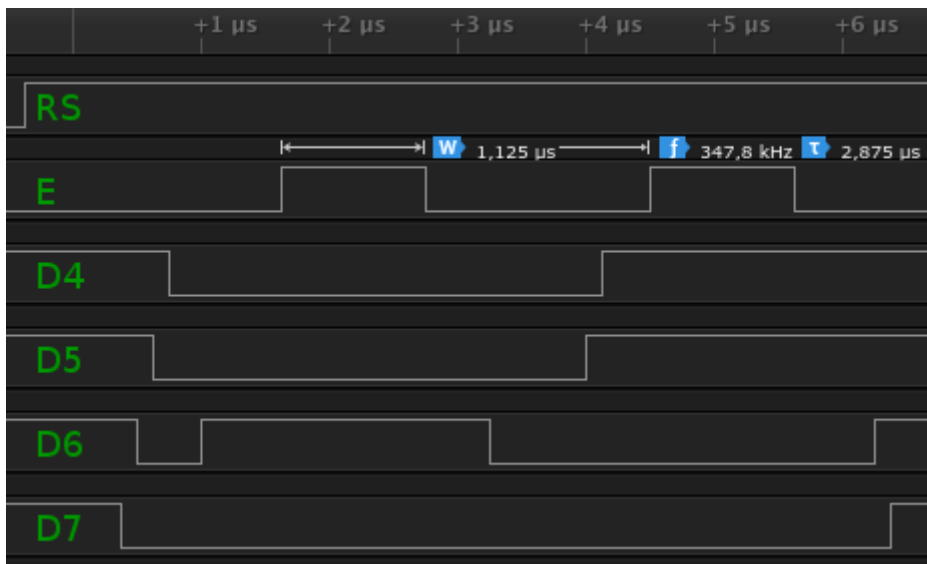 +1 µs +2 µs +3 µs +4 µs +5 µs +6 µs
RS
W 1,125 µs f 347,8 kHz τ 2,875 µs
E
D4
D5
D6
D7